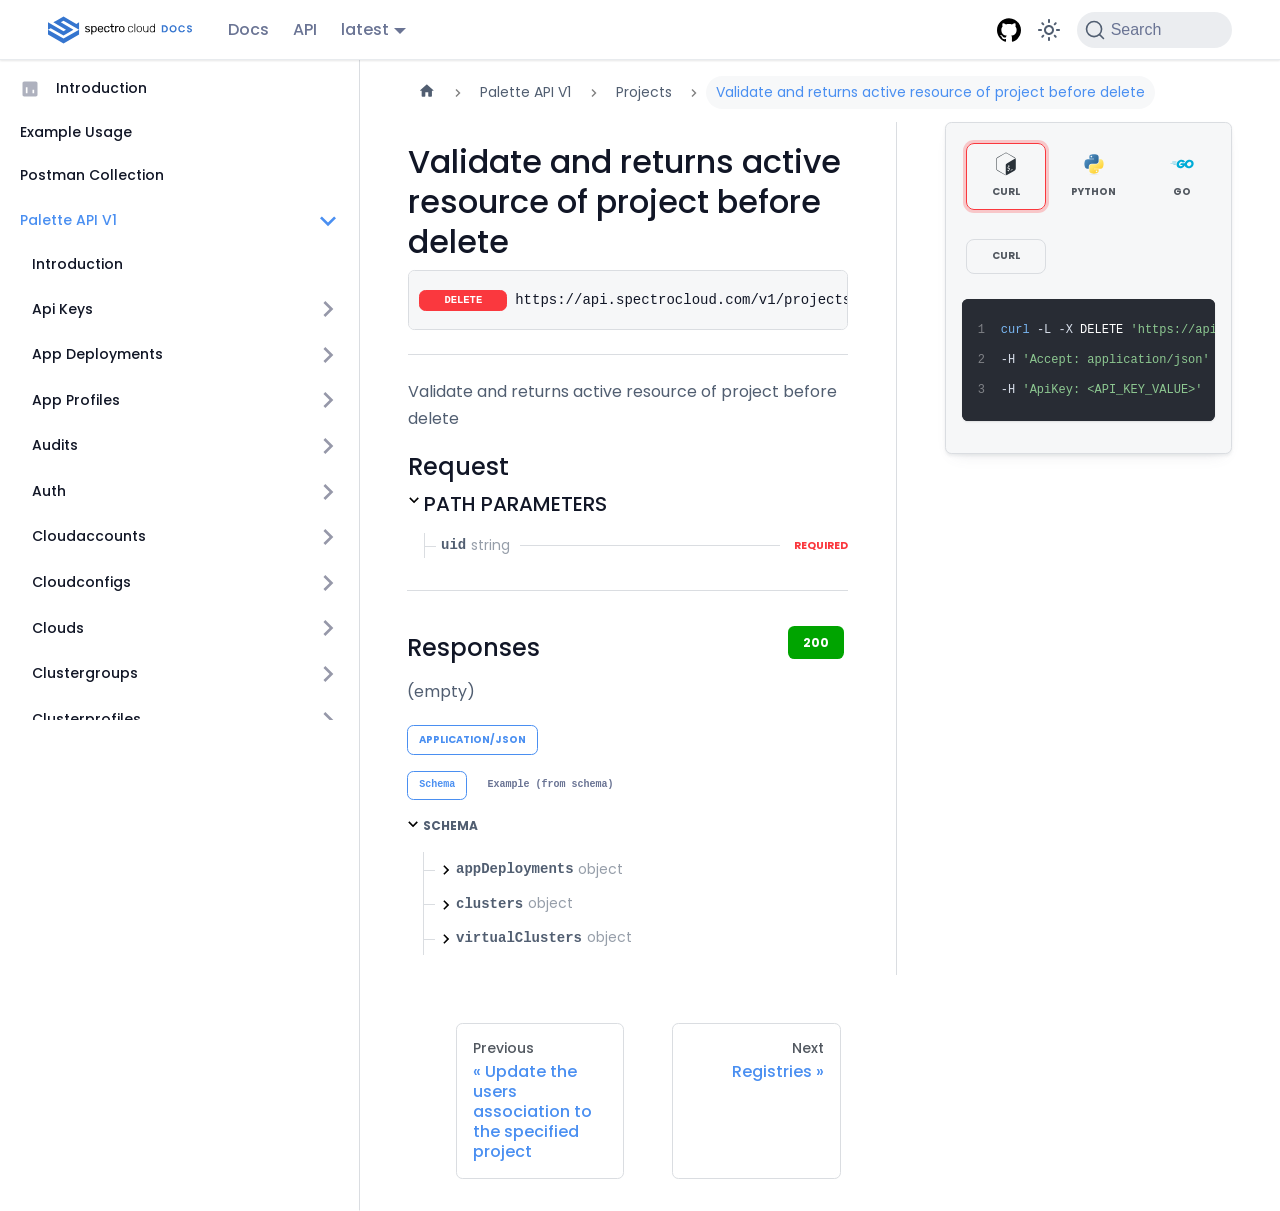 spectro cloud DOCS
Docs
API
latest
Search
Introduction
Example Usage
Postman Collection
Palette API V1
Introduction
Api Keys
App Deployments
App Profiles
Audits
Auth
Cloudaccounts
Cloudconfigs
Clouds
Clustergroups
Clusterprofiles
Palette API V1
Projects
Validate and returns active resource of project before delete
Validate and returns active
resource of project before
delete
DELETE https://api.spectrocloud.com/v1/projects
Validate and returns active resource of project before
delete
Request
PATH PARAMETERS
uid string REQUIRED
Responses
200
(empty)
APPLICATION/JSON
Schema
Example (from schema)
SCHEMA
appDeployments object
clusters object
virtualClusters object
CURL
PYTHON
GO
GO
CURL
1 curl -L -X DELETE 'https://api
2 -H 'Accept: application/json'
3 -H 'ApiKey: <API_KEY_VALUE>'
Previous
« Update the
users
association to
the specified
project
Next
Registries »